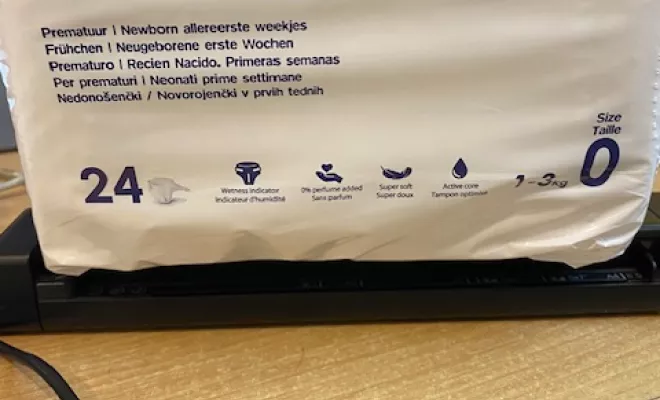 Prematuur | Newborn allereerste weekjes
Frühchen | Neugeborene erste Wochen
Prematuro | Recien Nacido. Primeras semanas
Per prematuri | Neonati prime settimane
Nedonošenčki / Novorojenčki v prvih tednih
Size
Taille
0
24
Wetness indicator
Indicateur d'humidité
0% perfume added
Sans parfum
Super soft
Super doux
Active core
Tampon optimisé
1-3kg